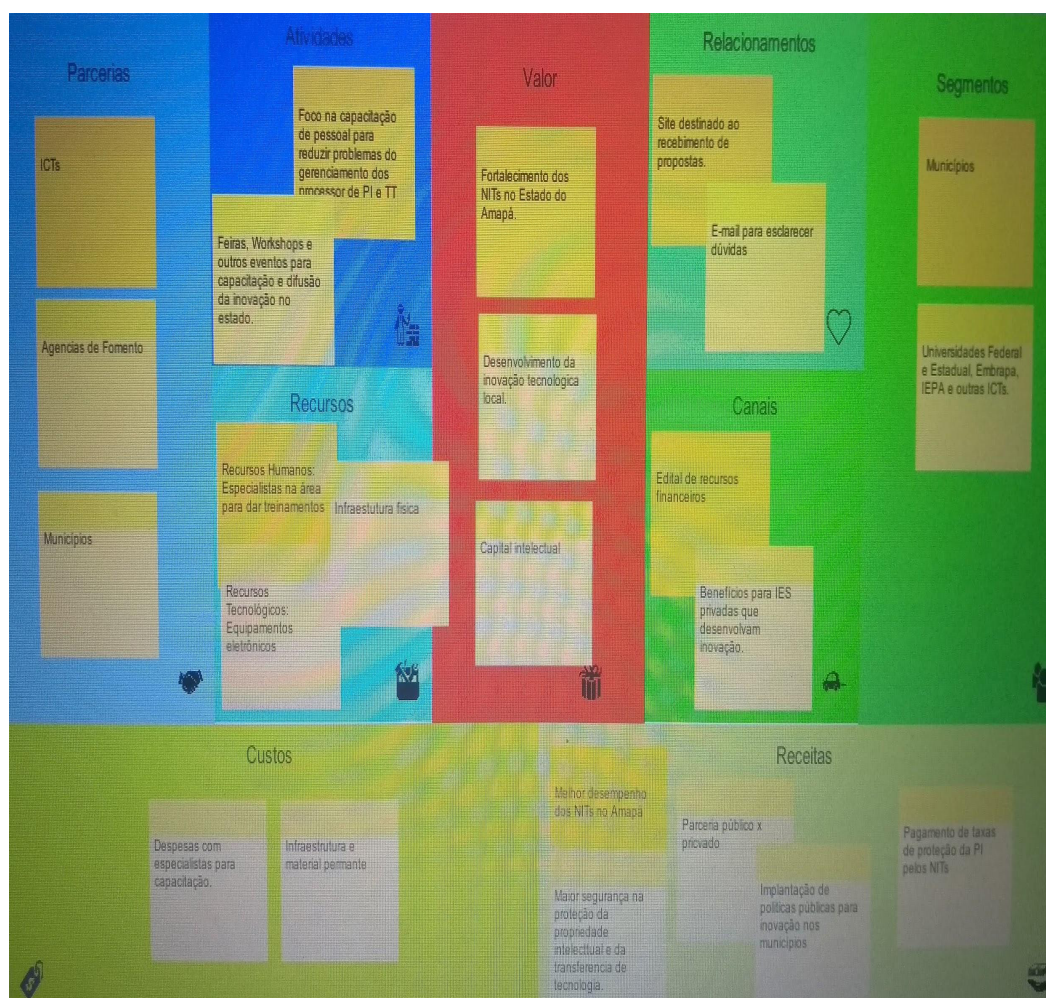 Parcerias
ICTs
Agencias de Fomento
Municípios
Atividades
Foco na capacitação
de pessoal para
reduzir problemas do
gerenciamento dos
processor de PI e TT
Feiras, Workshops e
outros eventos para
capacitação e difusão
da inovação no
estado.
Recursos
Recursos Humanos:
Especialistas na área
para dar treinamentos
Infraestutura fisica
Recursos
Tecnológicos:
Equipamentos
eletrônicos
Valor
Fortalecimento dos
NITs no Estado do
Amapá.
Desenvolvimento da
inovação tecnologica
local.
Capital intelectual
Relacionamentos
Site destinado ao
recebimento de
propostas.
E-mail para esclarecer
dúvidas
Canais
Edital de recursos
financeiros
Benefícios para IES
privadas que
desenvolvam
inovação.
Segmentos
Municípios
Universidades Federal
e Estadual, Embrapa,
IEPA e outras ICTs.
Custos
Despesas com
especialistas para
capacitação.
Infraestrutura e
material permante
Receitas
Melhor desempenho
dos NITs no Amapá
Maior segurança na
proteção da
propriedade
intelecttual e da
transferencia de
tecnologia.
Parceria público x
pricvado
Implantação de
politicas públicas para
inovação nos
municípios
Pagamento de taxas
de proteção da PI
pelos NITs